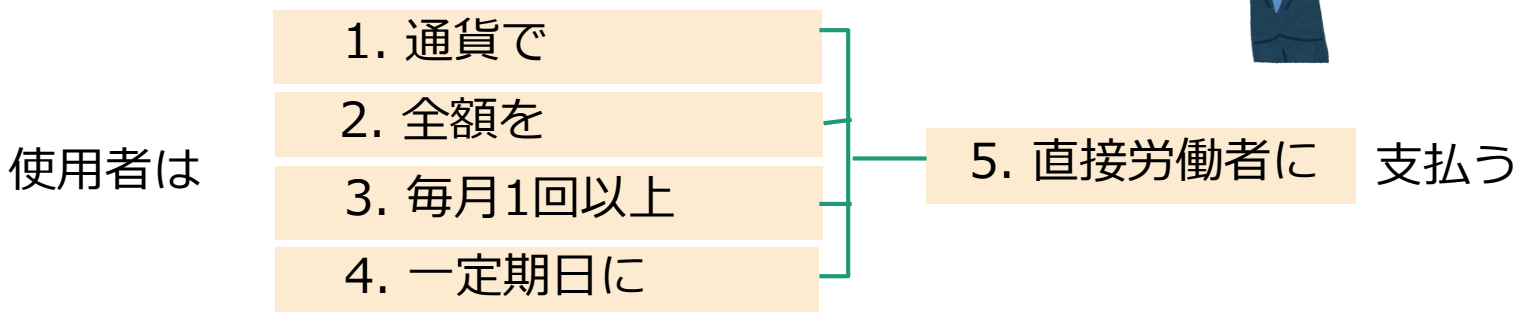 使用者は
1. 通貨で
2. 全額を
3. 毎月1回以上
4. 一定期日に
5. 直接労働者に
支払う